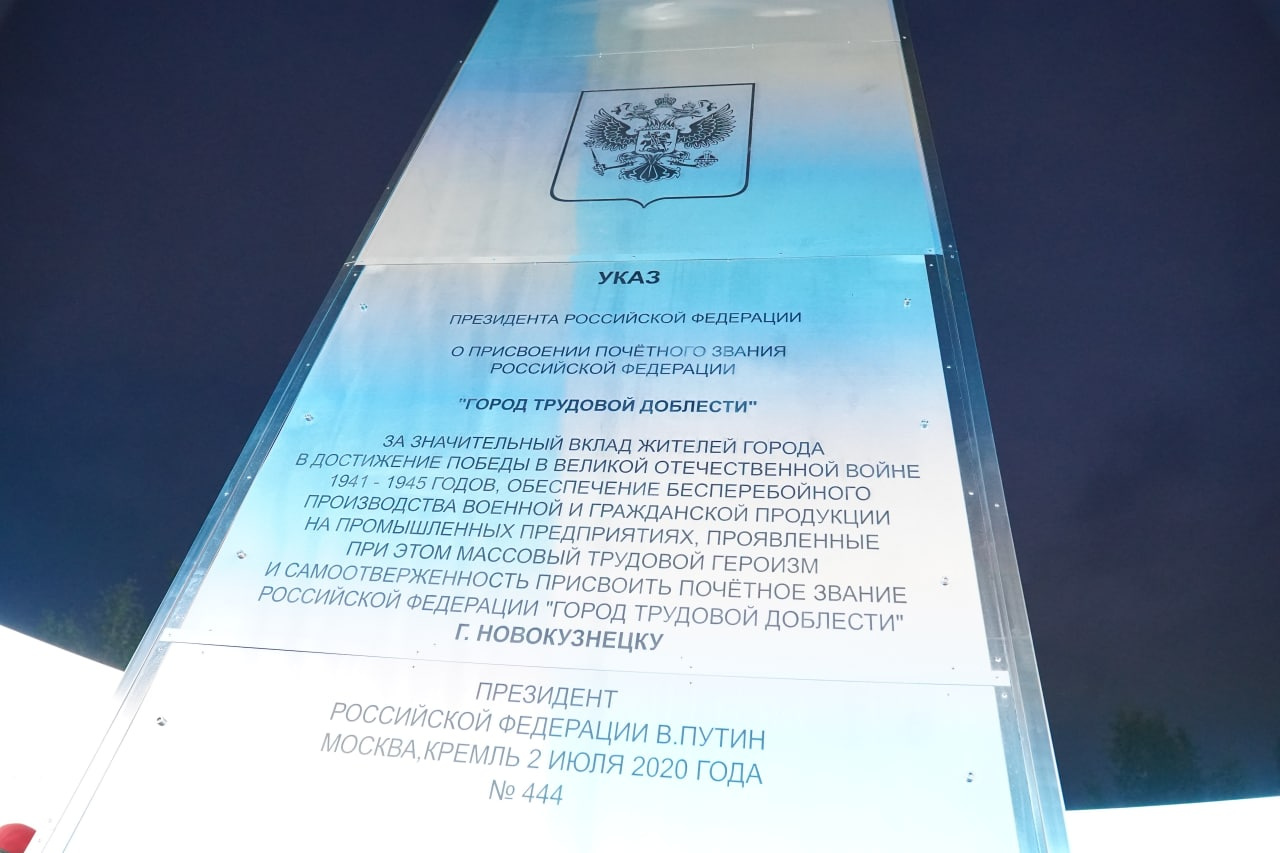 УКАЗ
ПРЕЗИДЕНТА РОССИЙСКОЙ ФЕДЕРАЦИИ
О ПРИСВОЕНИИ ПОЧЁТНОГО ЗВАНИЯ
РОССИЙСКОЙ ФЕДЕРАЦИИ
"ГОРОД ТРУДОВОЙ ДОБЛЕСТИ"
ЗА ЗНАЧИТЕЛЬНЫЙ ВКЛАД ЖИТЕЛЕЙ ГОРОДА
В ДОСТИЖЕНИЕ ПОБЕДЫ В ВЕЛИКОЙ ОТЕЧЕСТВЕННОЙ ВОЙНЕ
1941 - 1945 ГОДОВ, ОБЕСПЕЧЕНИЕ БЕСПЕРЕБОЙНОГО
ПРОИЗВОДСТВА ВОЕННОЙ И ГРАЖДАНСКОЙ ПРОДУКЦИИ
НА ПРОМЫШЛЕННЫХ ПРЕДПРИЯТИЯХ, ПРОЯВЛЕННЫЕ
ПРИ ЭТОМ МАССОВЫЙ ТРУДОВОЙ ГЕРОИЗМ
И САМООТВЕРЖЕННОСТЬ ПРИСВОИТЬ ПОЧЁТНОЕ ЗВАНИЕ
РОССИЙСКОЙ ФЕДЕРАЦИИ "ГОРОД ТРУДОВОЙ ДОБЛЕСТИ"
Г. НОВОКУЗНЕЦКУ
ПРЕЗИДЕНТ
РОССИЙСКОЙ ФЕДЕРАЦИИ В.ПУТИН
МОСКВА,КРЕМЛЬ 2 ИЮЛЯ 2020 ГОДА
№ 444